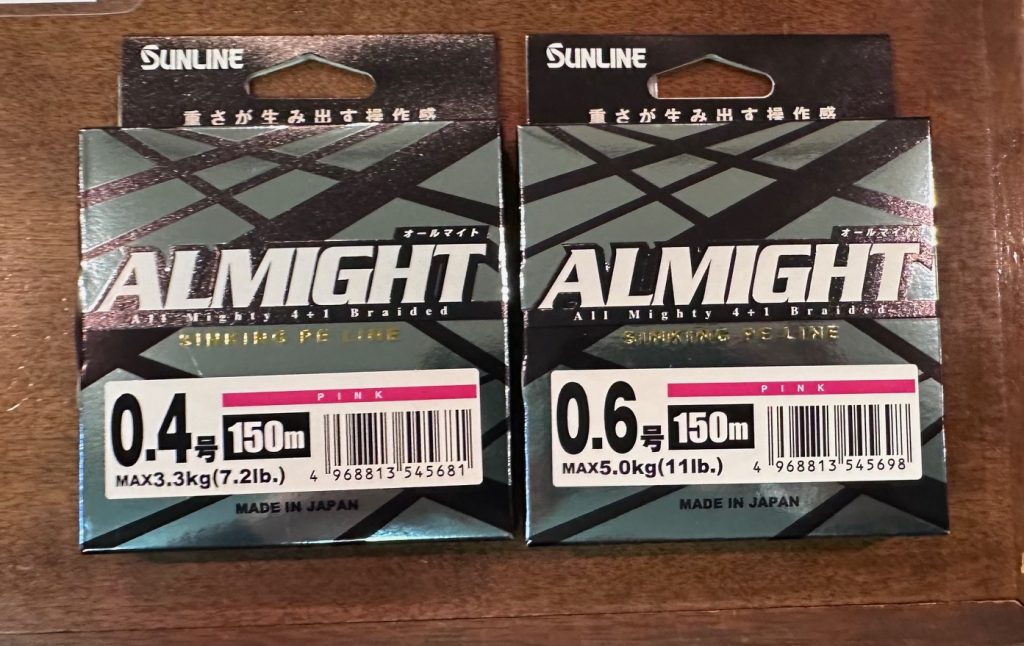 SUNLINE
重さが生み出す操作感
オールマイト
ALMIGHT
All Mighty 4+1 Braided
SINKING PE LINE
PINK
0.4号 150m
MAX3.3kg(7.2lb.)
4 968813 545681
MADE IN JAPAN
SUNLINE
重さが生み出す操作感
オールマイト
ALMIGHT
All Mighty 4+1 Braided
SINKING PE LINE
PINK
0.6号 150m
MAX5.0kg(11lb.)
4 968813 545698
MADE IN JAPAN